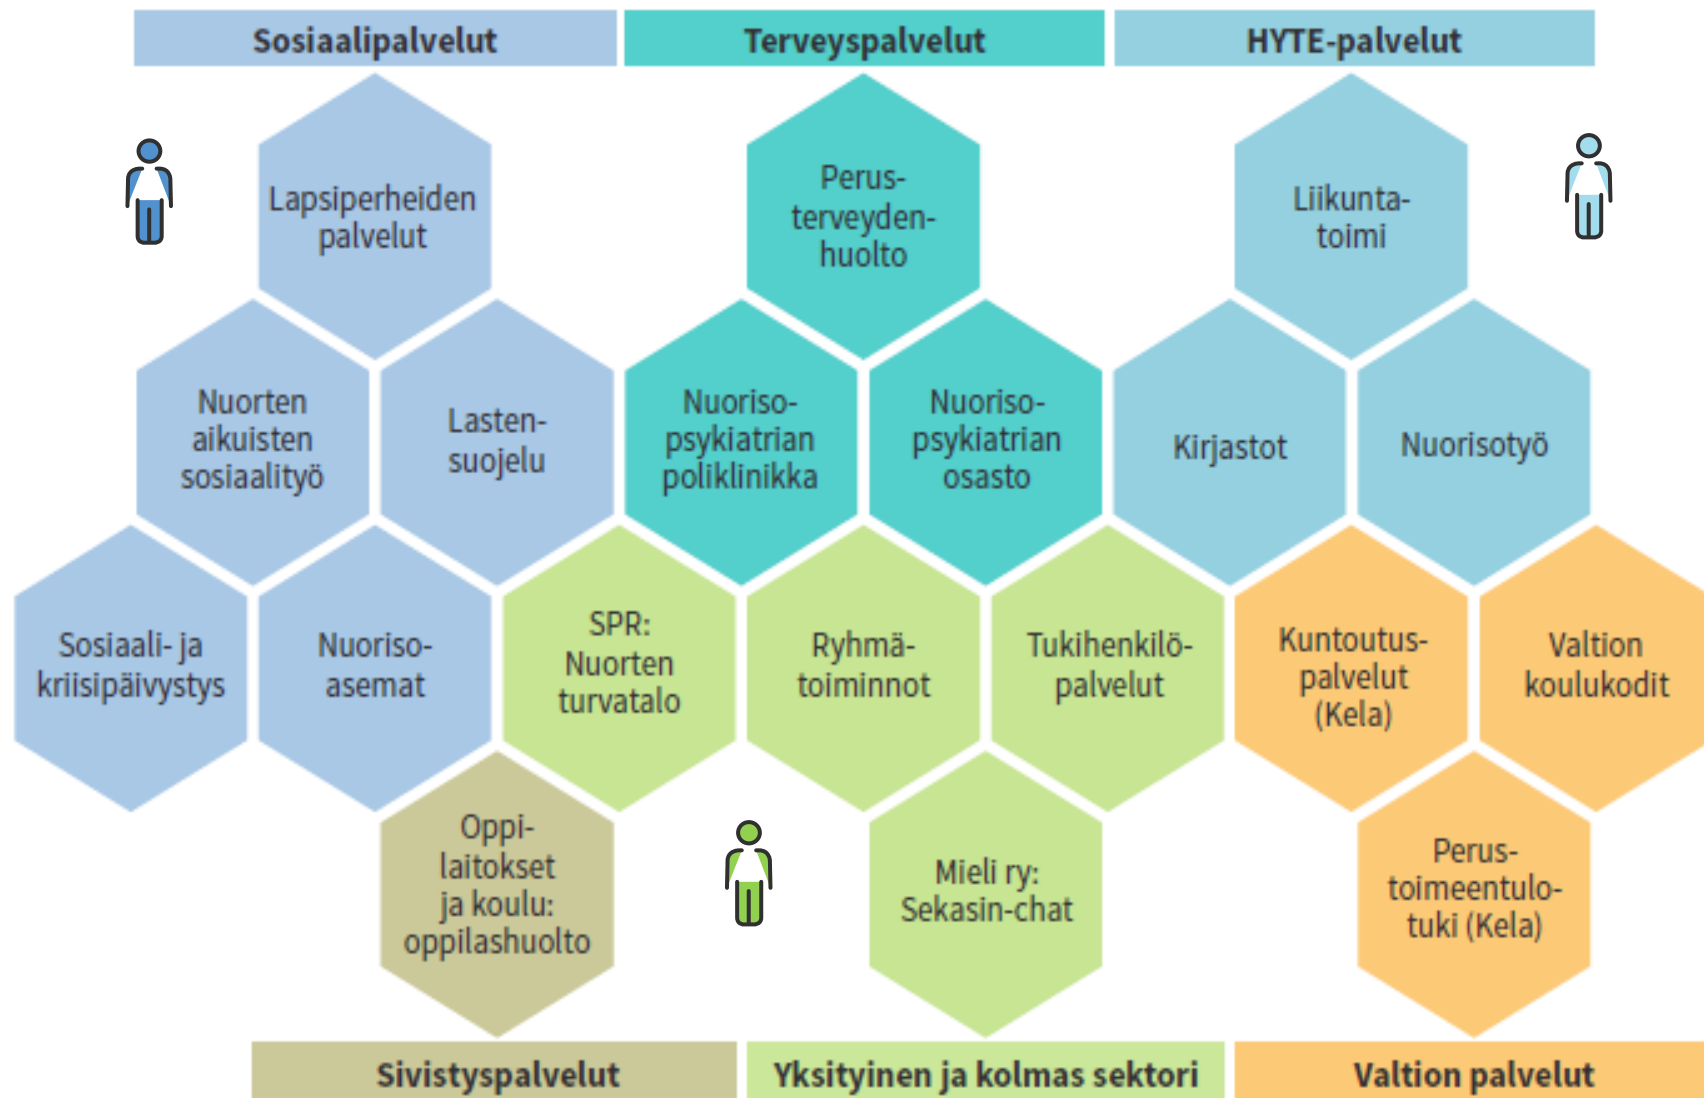 Sosiaalipalvelut
Terveyspalvelut
HYTE-palvelut
Lapsiperheiden
palvelut
Perus-
terveyden-
huolto
Liikunta-
toimi
Nuorten
aikuisten
sosiaalityö
Lasten-
suojelu
Nuoriso-
psykiatrian
poliklinikka
Nuoriso-
psykiatrian
osasto
Kirjastot
Nuorisotyö
Sosiaali- ja
kriisipäivystys
Nuoriso-
asemat
SPR:
Nuorten
turvatalo
Ryhmä-
toiminnot
Tukihenkilö-
palvelut
Kuntoutus-
palvelut
(Kela)
Valtion
koulukodit
Oppi-
laitokset
ja koulu:
oppilashuolto
Mieli ry:
Sekasin-chat
Perus-
toimeentulo-
tuki (Kela)
Sivistyspalvelut
Yksityinen ja kolmas sektori
Valtion palvelut